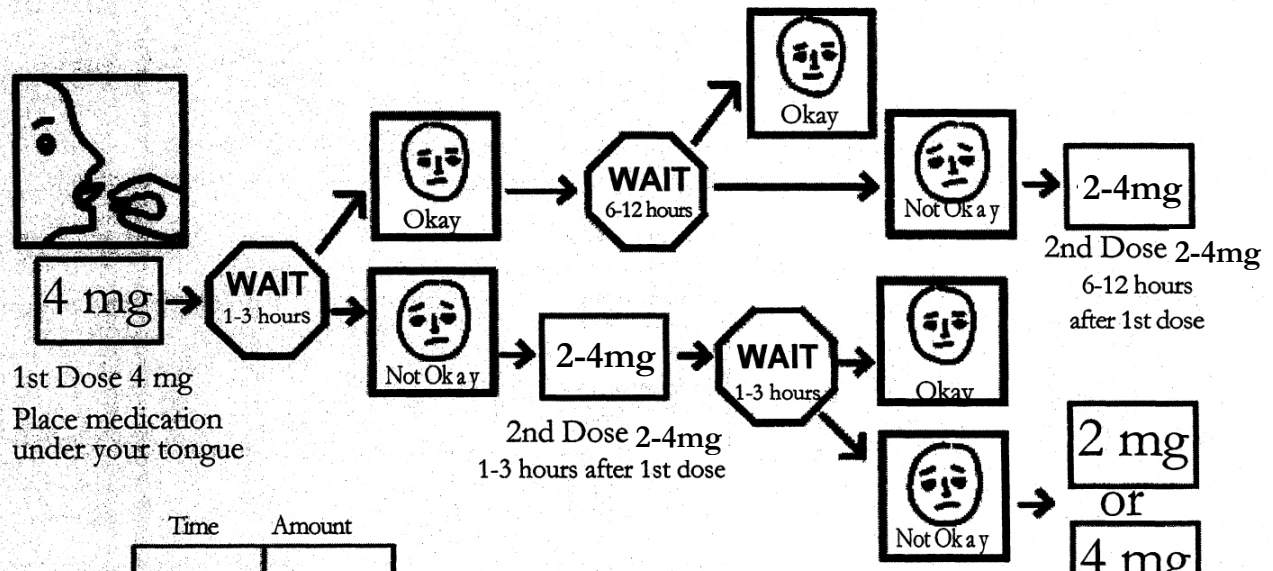 4 mg
1st Dose 4 mg
Place medication
under your tongue
WAIT
1-3 hours
Okay
WAIT
6-12 hours
Okay
Not Okay
2-4mg
2nd Dose 2-4mg
6-12 hours
after 1st dose
Not Okay
2-4mg
2nd Dose 2-4mg
1-3 hours after 1st dose
WAIT
1-3 hours
Okay
Not Okay
2 mg
or
4 mg
Time Amount